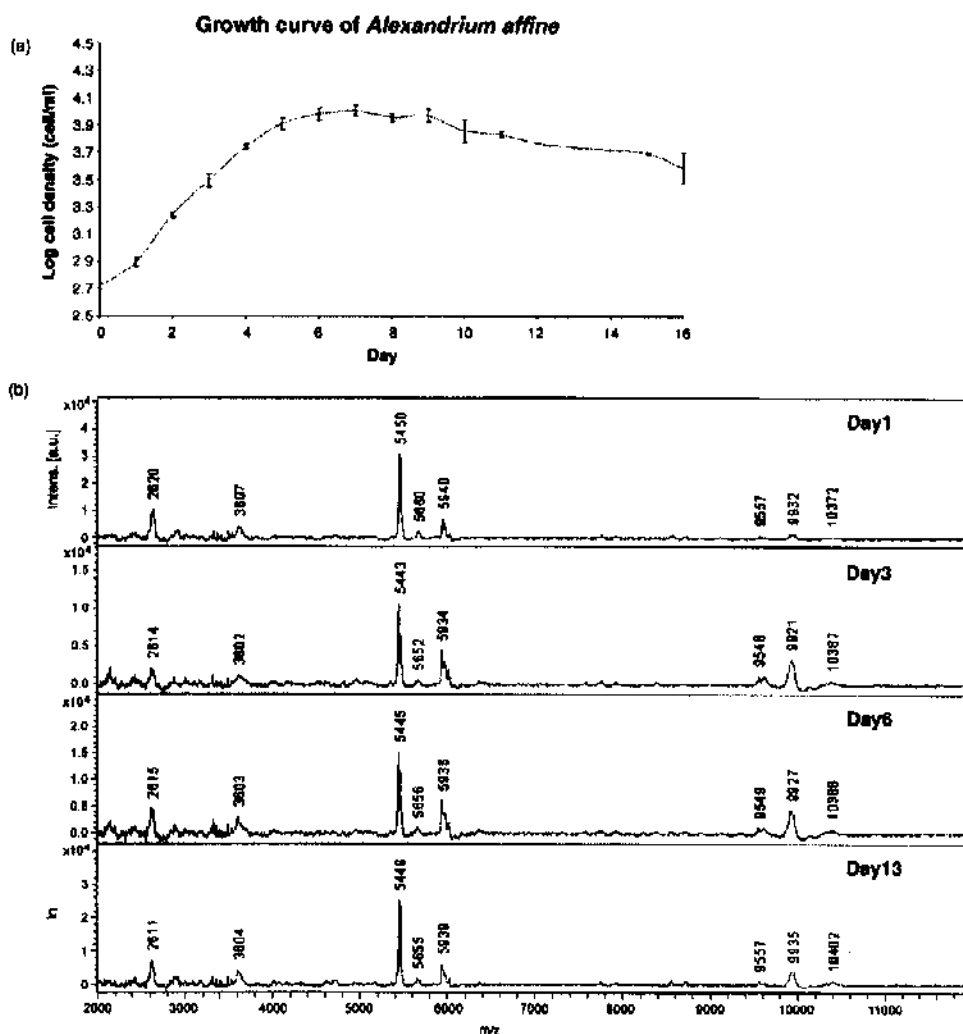 Growth curve of Alexandrium affine
(a)
Log cell density (cell/ml)
4.5
4.3
4.1
3.9
3.7
3.5
3.3
3.1
2.9
2.7
2.5
0 2 4 6 8 10 12 14 16
Day
(b)
Intens. [a.u.]
x10⁴
4
3
2
1
0
2620 3607 5450 5660 5940 9557 9932 10372
Day1
x10⁴
1.0
0.5
0.0
2614 3602 5443 5652 5934 9548 9921 10387
Day3
x10⁴
2.0
1.5
1.0
0.5
0.0
2615 3603 5445 5656 5936 9549 9927 10388
Day6
x10⁴
3
2
1
0
In
2611 3604 5449 5655 5939 9557 9935 10402
Day13
2000 3000 4000 5000 6000 7000 8000 9000 10000 11000
m/z